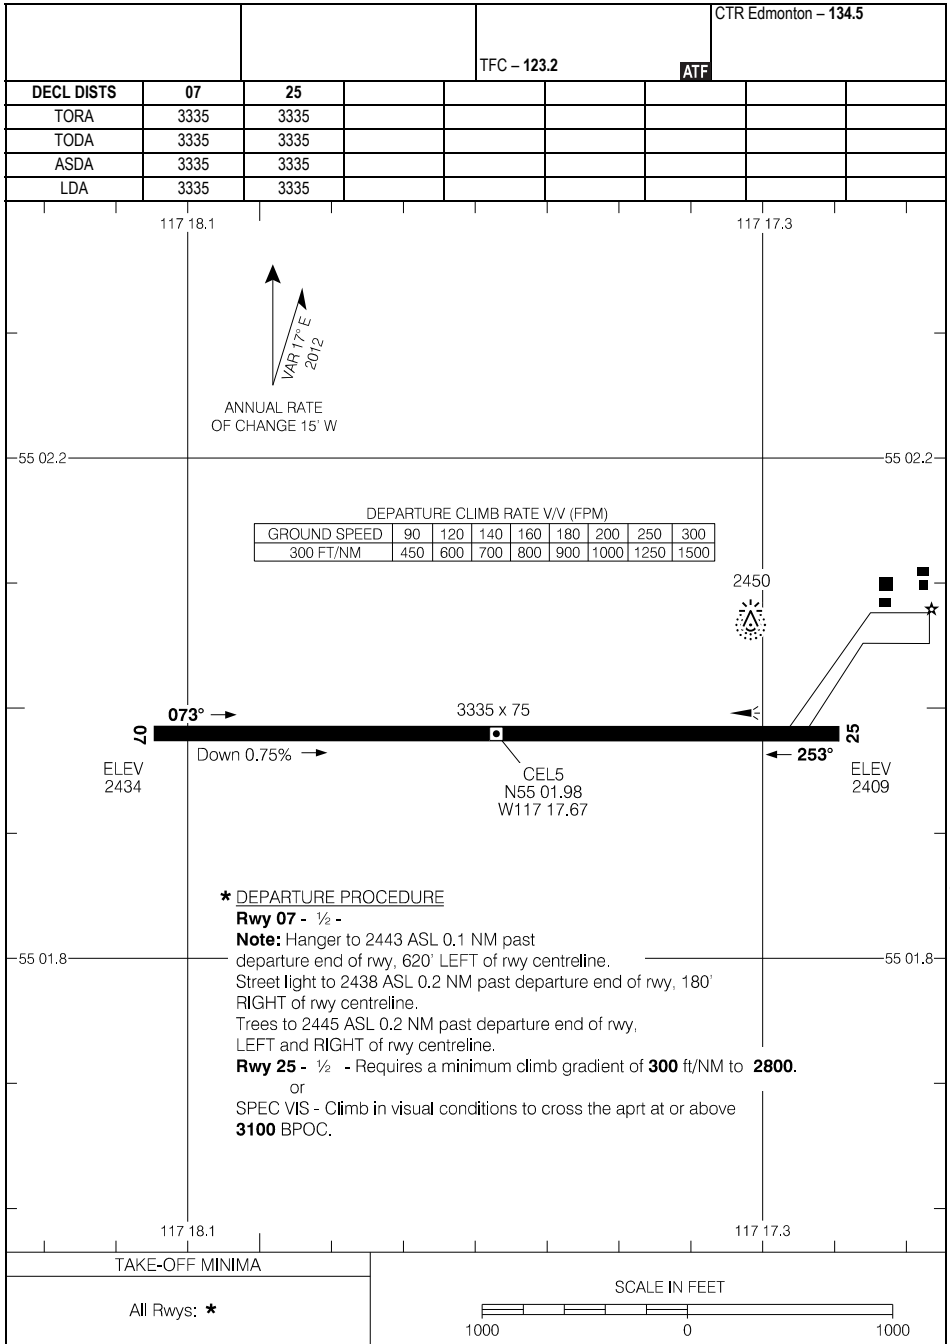 CTR Edmonton – 134.5
TFC – 123.2 ATF
DECL DISTS 07 25
TORA 3335 3335
TODA 3335 3335
ASDA 3335 3335
LDA 3335 3335
117 18.1 117 17.3
VAR 17° E
2012
ANNUAL RATE
OF CHANGE 15' W
55 02.2 55 02.2
DEPARTURE CLIMB RATE V/V (FPM)
GROUND SPEED 90 120 140 160 180 200 250 300
300 FT/NM 450 600 700 800 900 1000 1250 1500
2450
073° 3335 x 75
07 25
Down 0.75% 253°
ELEV
2434
CEL5
N55 01.98
W117 17.67
ELEV
2409
* DEPARTURE PROCEDURE
Rwy 07 - ½ -
Note: Hanger to 2443 ASL 0.1 NM past
departure end of rwy, 620' LEFT of rwy centreline.
55 01.8 55 01.8
Street light to 2438 ASL 0.2 NM past departure end of rwy, 180'
RIGHT of rwy centreline.
Trees to 2445 ASL 0.2 NM past departure end of rwy,
LEFT and RIGHT of rwy centreline.
Rwy 25 - ½ - Requires a minimum climb gradient of 300 ft/NM to 2800.
or
SPEC VIS - Climb in visual conditions to cross the aprt at or above
3100 BPOC.
117 18.1 117 17.3
TAKE-OFF MINIMA
All Rwys: *
SCALE IN FEET
1000 0 1000